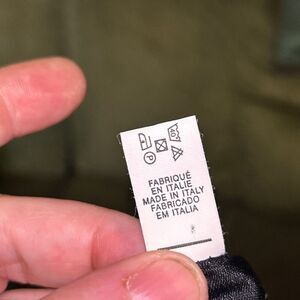 P
FABRIQUÉ
EN ITALIE
MADE IN ITALY
FABRICADO
EM ITALIA